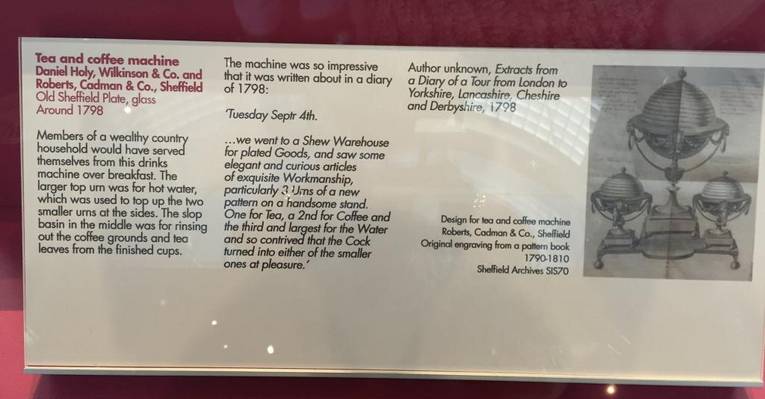 Tea and coffee machine
Daniel Holy, Wilkinson & Co. and
Roberts, Cadman & Co., Sheffield
Old Sheffield Plate, glass
Around 1798
Members of a wealthy country
household would have served
themselves from this drinks
machine over breakfast. The
larger top urn was for hot water,
which was used to top up the two
smaller urns at the sides. The slop
basin in the middle was for rinsing
out the coffee grounds and tea
leaves from the finished cups.
The machine was so impressive
that it was written about in a diary
of 1798:
'Tuesday Septr 4th.
...we went to a Shew Warehouse
for plated Goods, and saw some
elegant and curious articles
of exquisite Workmanship,
particularly 3 Urns of a new
pattern on a handsome stand.
One for Tea, a 2nd for Coffee and
the third and largest for the Water
and so contrived that the Cock
turned into either of the smaller
ones at pleasure.'
Author unknown, Extracts from
a Diary of a Tour from London to
Yorkshire, Lancashire, Cheshire
and Derbyshire, 1798
Design for tea and coffee machine
Roberts, Cadman & Co., Sheffield
Original engraving from a pattern book
1790-1810
Sheffield Archives SIS70